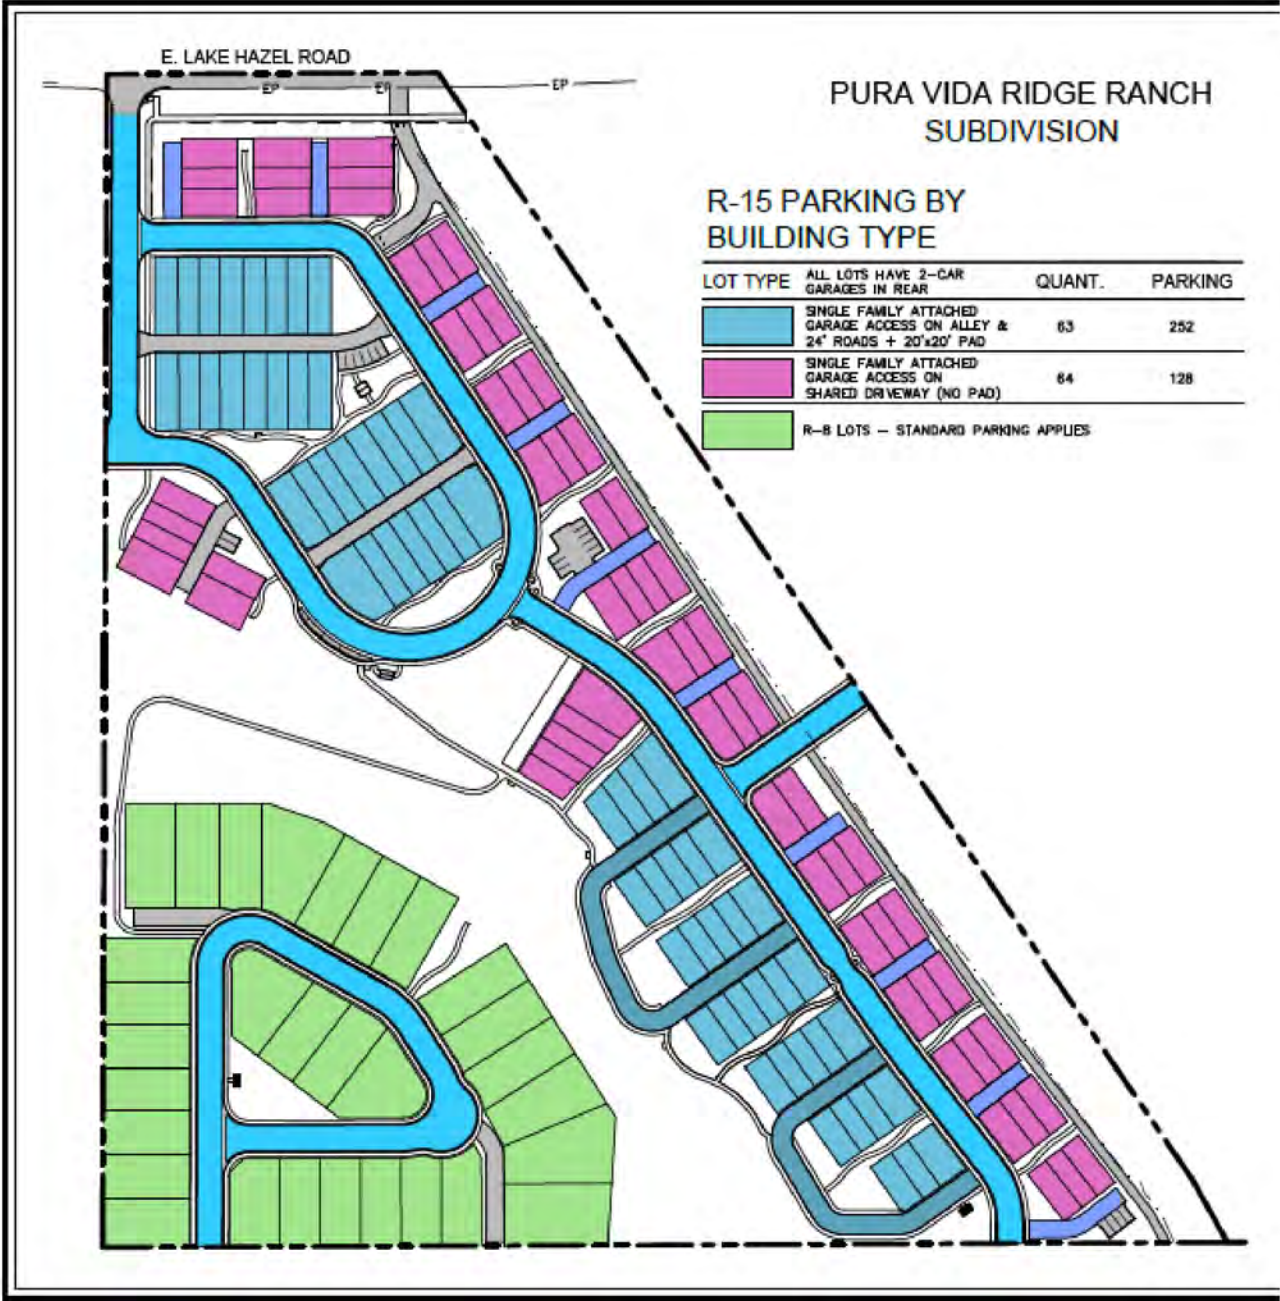 E. LAKE HAZEL ROAD
EP
EP
EP
PURA VIDA RIDGE RANCH
SUBDIVISION
R-15 PARKING BY
BUILDING TYPE
LOT TYPE ALL LOTS HAVE 2-CAR GARAGES IN REAR QUANT. PARKING
SINGLE FAMILY ATTACHED
GARAGE ACCESS ON ALLEY & 63 252
24' ROADS + 20'x20' PAD
SINGLE FAMILY ATTACHED
GARAGE ACCESS ON 64 128
SHARED DRIVEWAY (NO PAD)
R-8 LOTS - STANDARD PARKING APPLIES